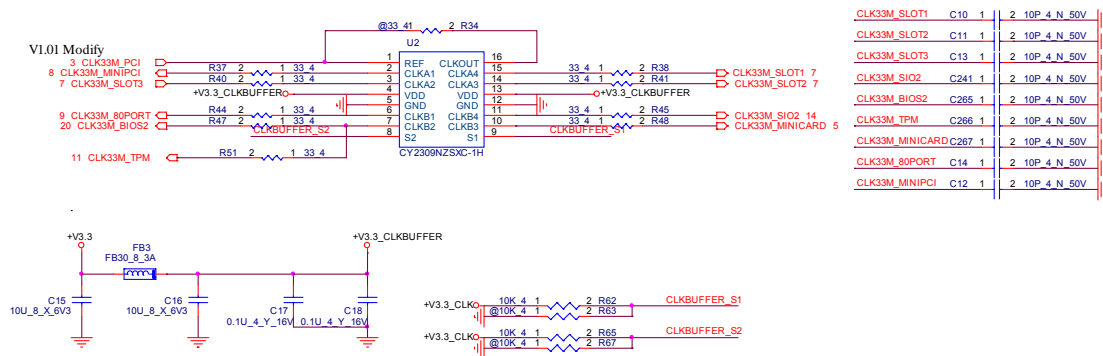 @33_4 1 2 R34
U2
V1.01 Modify
3 CLK33M_PCI 1 REF CLKOUT 16
8 CLK33M_MINIPCI R37 2 1 33_4 2 CLKA1 CLKA4 15 33_4 1 2 R38 CLK33M_SLOT1 7
7 CLK33M_SLOT3 R40 2 1 33_4 3 CLKA2 CLKA3 14 33_4 1 2 R41 CLK33M_SLOT2 7
+V3.3_CLKBUFFER 4 VDD VDD 13 +V3.3_CLKBUFFER
5 GND GND 12
9 CLK33M_80PORT R44 2 1 33_4 6 CLKB1 CLKB4 11 33_4 1 2 R45 CLK33M_SIO2 14
20 CLK33M_BIOS2 R47 2 1 33_4 7 CLKB2 CLKB3 10 33_4 1 2 R48 CLK33M_MINICARD 5
CLKBUFFER_S2 8 S2 S1 9 CLKBUFFER_S1
11 CLK33M_TPM R51 2 1 33_4
CY2309NZSXC-1H
CLK33M_SLOT1 C10 1 2 10P_4_N_50V
CLK33M_SLOT2 C11 1 2 10P_4_N_50V
CLK33M_SLOT3 C13 1 2 10P_4_N_50V
CLK33M_SIO2 C241 1 2 10P_4_N_50V
CLK33M_BIOS2 C265 1 2 10P_4_N_50V
CLK33M_TPM C266 1 2 10P_4_N_50V
CLK33M_MINICARD C267 1 2 10P_4_N_50V
CLK33M_80PORT C14 1 2 10P_4_N_50V
CLK33M_MINIPCI C12 1 2 10P_4_N_50V
+V3.3
FB3
FB30_8_3A
+V3.3_CLKBUFFER
C15
10U_8_X_6V3
C16
10U_8_X_6V3
C17
0.1U_4_Y_16V
C18
0.1U_4_Y_16V
+V3.3_CLK 10K_4 1 2 R62 CLKBUFFER_S1
@10K_4 1 2 R63
+V3.3_CLK 10K_4 1 2 R65 CLKBUFFER_S2
@10K_4 1 2 R67